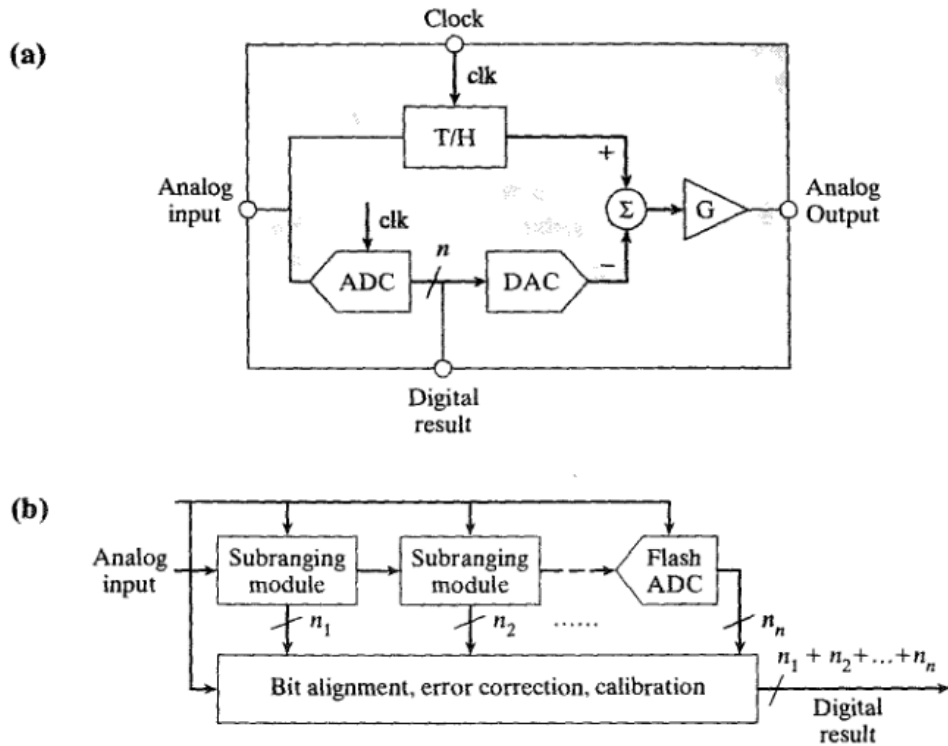 (a)
Clock
clk
T/H
+
Analog
input
Σ
G
Analog
Output
clk
n
ADC
DAC
−
Digital
result
(b)
Analog
input
Subranging
module
Subranging
module
Flash
ADC
n1
n2
......
nn
n1 + n2+...+nn
Bit alignment, error correction, calibration
Digital
result